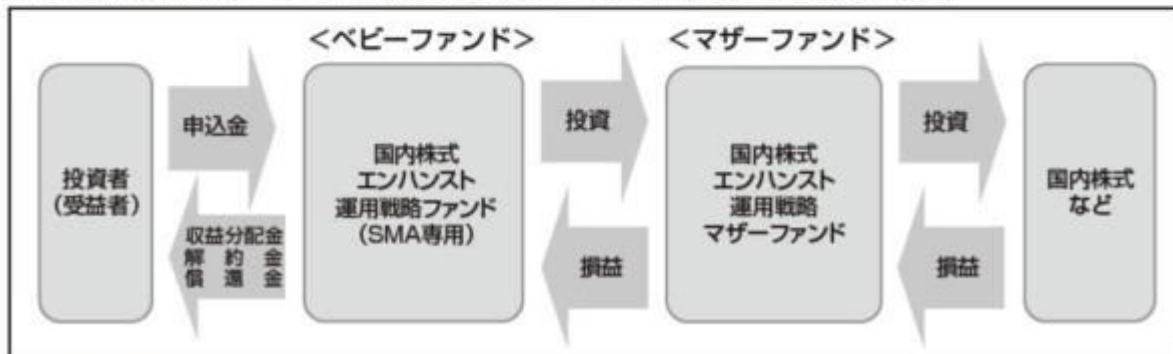 <ベビーファンド>
<マザーファンド>
投資者
(受益者)
申込金
収益分配金
解約金
償還金
国内株式
エンハンスト
運用戦略ファンド
(SMA専用)
投資
損益
国内株式
エンハンスト
運用戦略
マザーファンド
投資
損益
国内株式
など